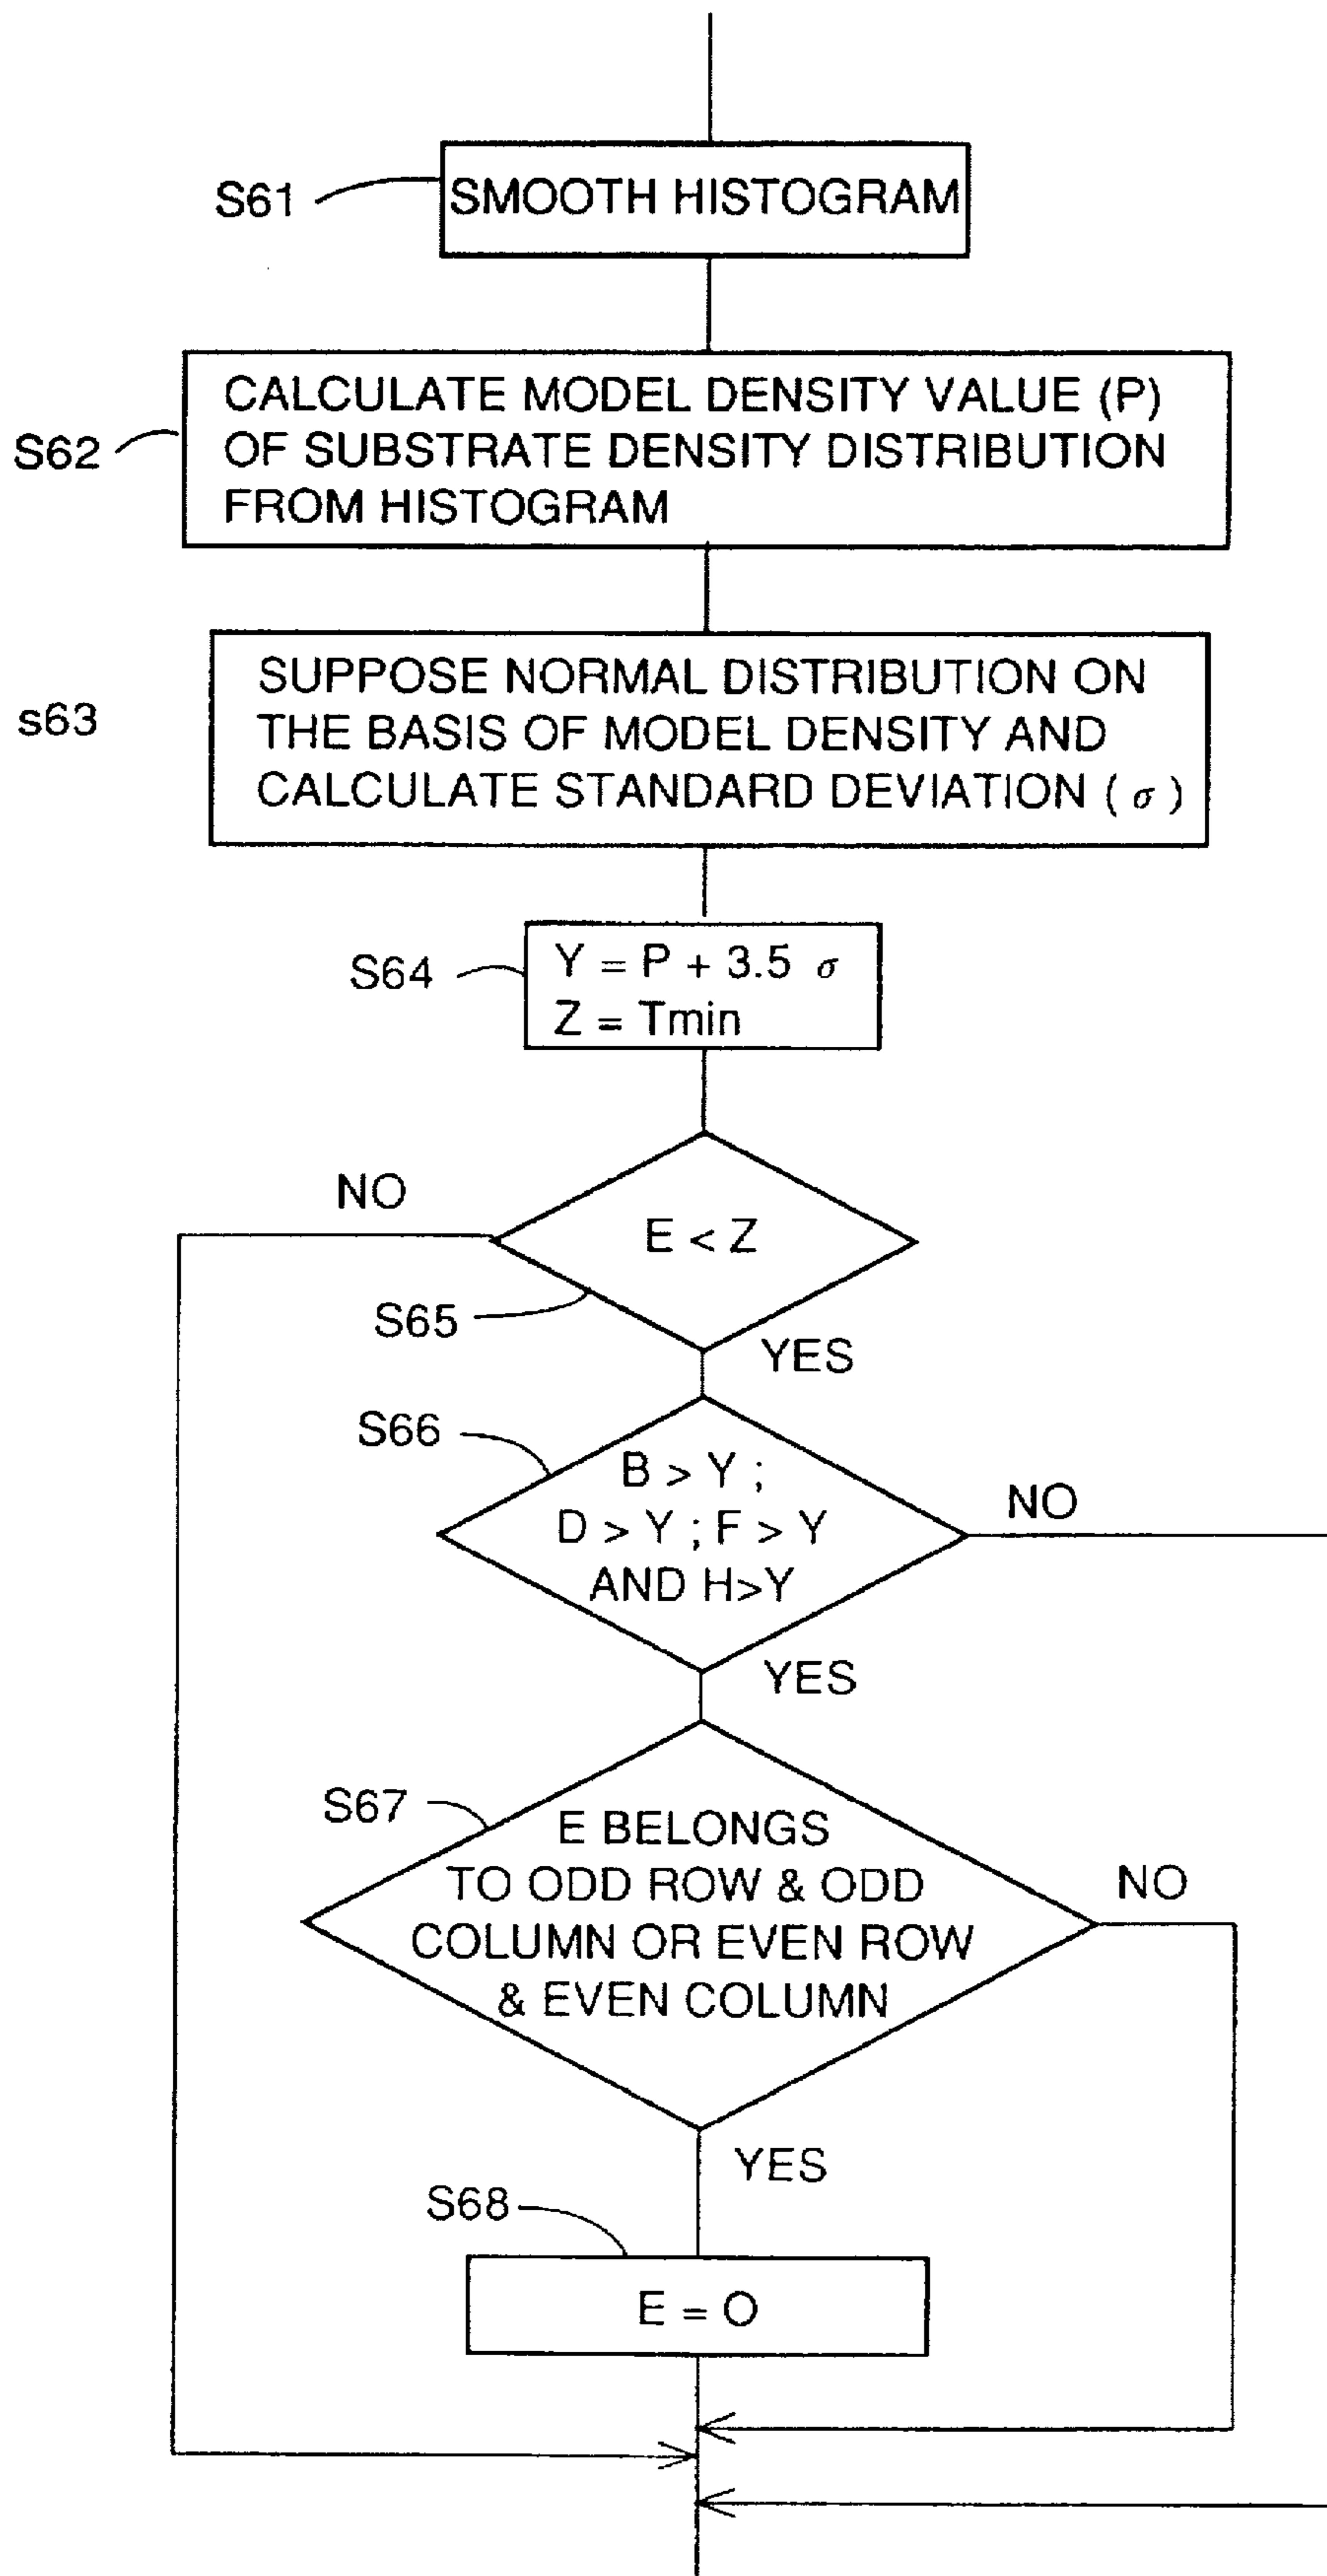 S61
SMOOTH HISTOGRAM
S62
CALCULATE MODEL DENSITY VALUE (P)
OF SUBSTRATE DENSITY DISTRIBUTION
FROM HISTOGRAM
s63
SUPPOSE NORMAL DISTRIBUTION ON
THE BASIS OF MODEL DENSITY AND
CALCULATE STANDARD DEVIATION ( σ )
S64
Y = P + 3.5 σ
Z = Tmin
NO
E < Z
S65
YES
S66
B > Y ;
D > Y ; F > Y
AND H>Y
NO
YES
S67
E BELONGS
TO ODD ROW & ODD
COLUMN OR EVEN ROW
& EVEN COLUMN
NO
YES
S68
E = O